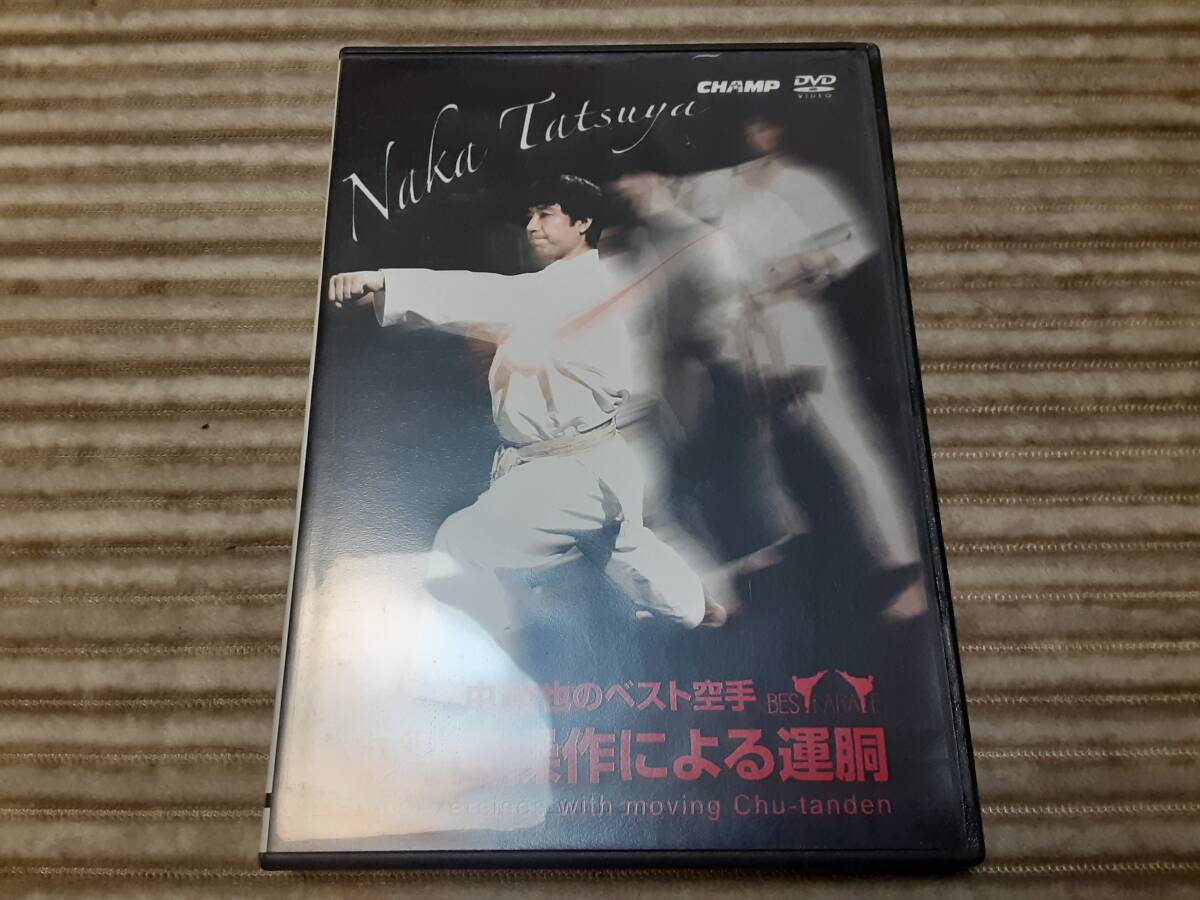 CHAMP DVD VIDEO
Naka Tatsuya
也のベスト空手 BEST KARATE
操作による運胴
with moving Chu-tanden